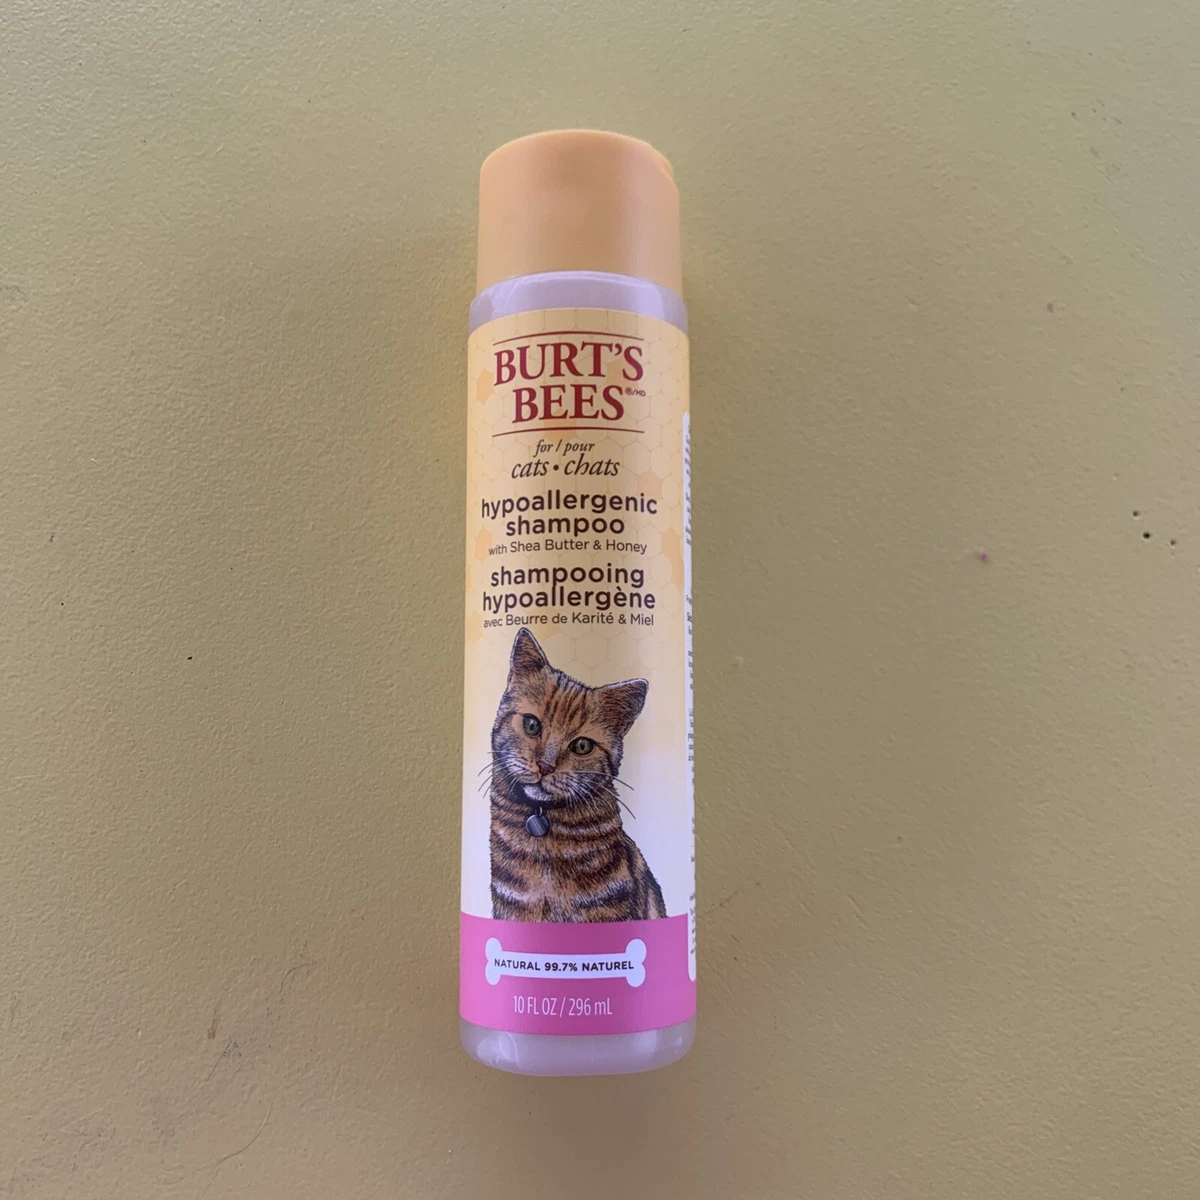 BURT'S
BEES®/MD
for / pour
cats • chats
hypoallergenic
shampoo
with Shea Butter & Honey
shampooing
hypoallergène
avec Beurre de Karité & Miel
NATURAL 99.7% NATUREL
10 FL OZ / 296 mL